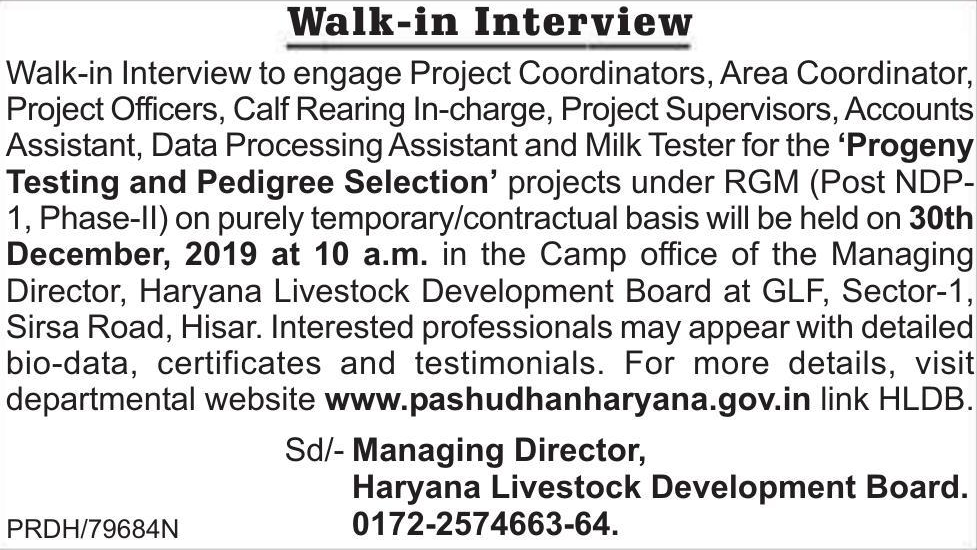 Walk-in Interview
Walk-in Interview to engage Project Coordinators, Area Coordinator,
Project Officers, Calf Rearing In-charge, Project Supervisors, Accounts
Assistant, Data Processing Assistant and Milk Tester for the ‘Progeny
Testing and Pedigree Selection’ projects under RGM (Post NDP-
1, Phase-II) on purely temporary/contractual basis will be held on 30th
December, 2019 at 10 a.m. in the Camp office of the Managing
Director, Haryana Livestock Development Board at GLF, Sector-1,
Sirsa Road, Hisar. Interested professionals may appear with detailed
bio-data, certificates and testimonials. For more details, visit
departmental website www.pashudhanharyana.gov.in link HLDB.
Sd/- Managing Director,
Haryana Livestock Development Board.
PRDH/79684N 0172-2574663-64.